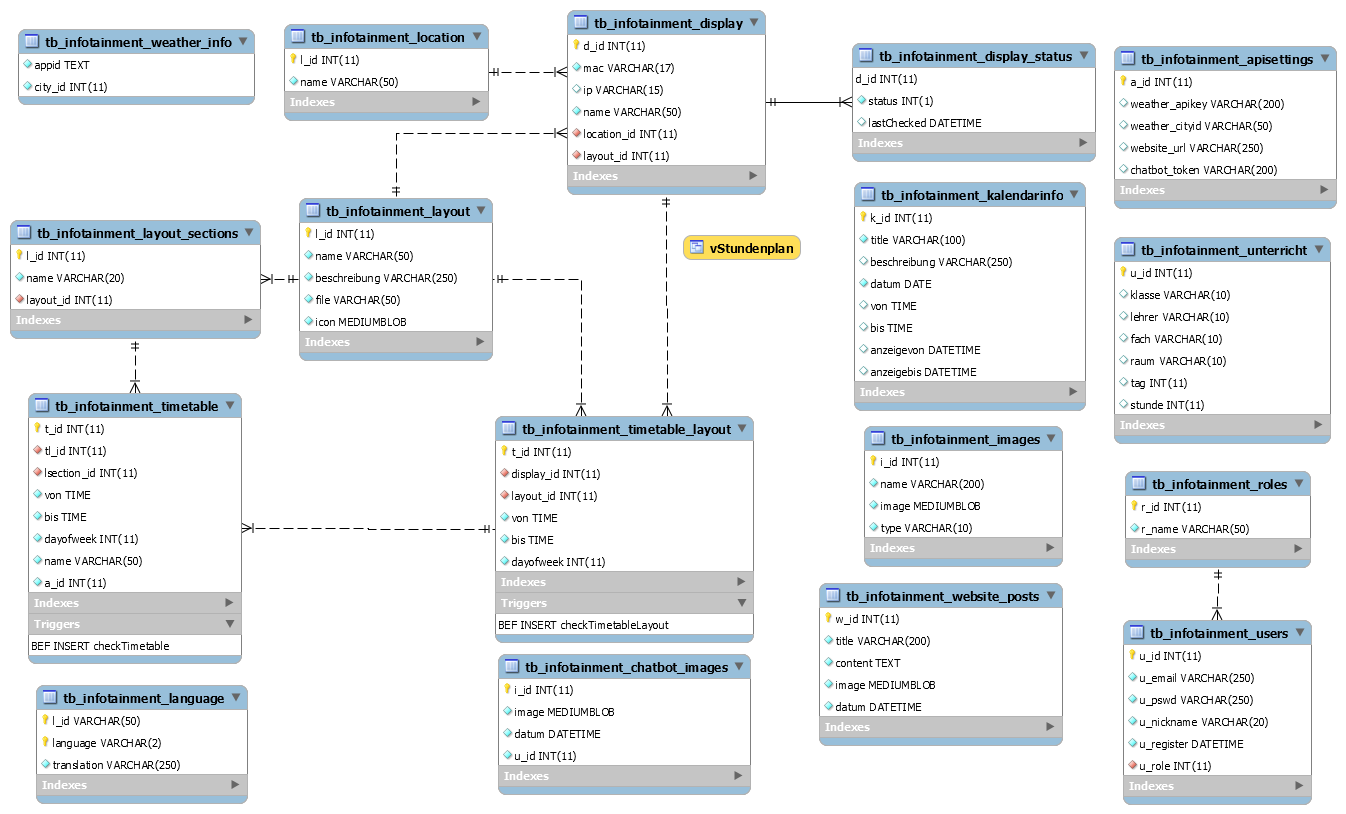 tb_infotainment_weather_info
appid TEXT
city_id INT(11)
tb_infotainment_location
l_id INT(11)
name VARCHAR(50)
Indexes
tb_infotainment_display
d_id INT(11)
mac VARCHAR(17)
ip VARCHAR(15)
name VARCHAR(50)
location_id INT(11)
layout_id INT(11)
Indexes
tb_infotainment_display_status
d_id INT(11)
status INT(1)
lastChecked DATETIME
Indexes
tb_infotainment_apisettings
a_id INT(11)
weather_apikey VARCHAR(200)
weather_cityid VARCHAR(50)
website_url VARCHAR(250)
chatbot_token VARCHAR(200)
Indexes
tb_infotainment_layout_sections
l_id INT(11)
name VARCHAR(20)
layout_id INT(11)
Indexes
tb_infotainment_layout
l_id INT(11)
name VARCHAR(50)
beschreibung VARCHAR(250)
file VARCHAR(50)
icon MEDIUMBLOB
Indexes
vStundenplan
tb_infotainment_kalendarinfo
k_id INT(11)
title VARCHAR(100)
beschreibung VARCHAR(250)
datum DATE
von TIME
bis TIME
anzeigevon DATETIME
anzeigebis DATETIME
Indexes
tb_infotainment_unterricht
u_id INT(11)
klasse VARCHAR(10)
lehrer VARCHAR(10)
fach VARCHAR(10)
raum VARCHAR(10)
tag INT(11)
stunde INT(11)
Indexes
tb_infotainment_timetable
t_id INT(11)
tl_id INT(11)
lsection_id INT(11)
von TIME
bis TIME
dayofweek INT(11)
name VARCHAR(50)
a_id INT(11)
Indexes
Triggers
BEF INSERT checkTimetable
tb_infotainment_timetable_layout
t_id INT(11)
display_id INT(11)
layout_id INT(11)
von TIME
bis TIME
dayofweek INT(11)
Indexes
Triggers
BEF INSERT checkTimetableLayout
tb_infotainment_images
i_id INT(11)
name VARCHAR(200)
image MEDIUMBLOB
type VARCHAR(10)
Indexes
tb_infotainment_roles
r_id INT(11)
r_name VARCHAR(50)
Indexes
tb_infotainment_language
l_id VARCHAR(50)
language VARCHAR(2)
translation VARCHAR(250)
Indexes
tb_infotainment_chatbot_images
i_id INT(11)
image MEDIUMBLOB
datum DATETIME
u_id INT(11)
Indexes
tb_infotainment_website_posts
w_id INT(11)
title VARCHAR(200)
content TEXT
image MEDIUMBLOB
datum DATETIME
Indexes
tb_infotainment_users
u_id INT(11)
u_email VARCHAR(250)
u_pswd VARCHAR(250)
u_nickname VARCHAR(20)
u_register DATETIME
u_role INT(11)
Indexes